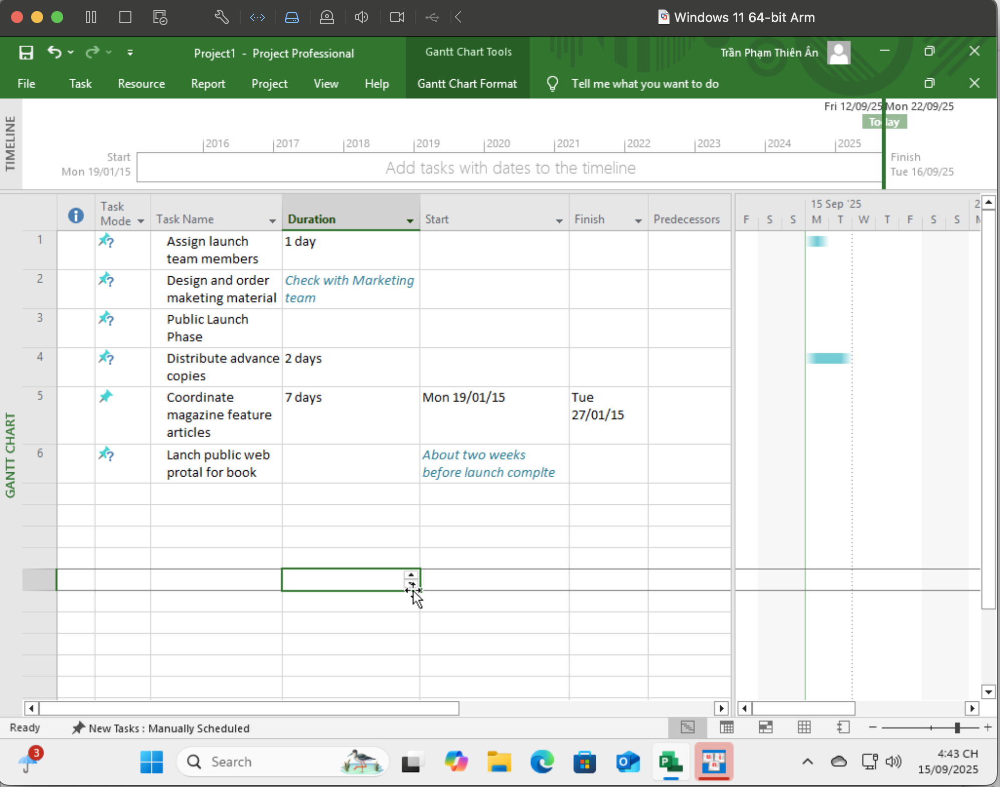 Windows 11 64-bit Arm
Project1 - Project Professional
Gantt Chart Tools
Trần Phạm Thiên Ân
File Task Resource Report Project View Help Gantt Chart Format Tell me what you want to do
TIMELINE
Fri 12/09/25 Mon 22/09/25
Today
2016 2017 2018 2019 2020 2021 2022 2023 2024 2025
Start
Mon 19/01/15
Add tasks with dates to the timeline
Finish
Tue 16/09/25
GANTT CHART
Task Mode Task Name Duration Start Finish Predecessors
15 Sep '25 2
F S S M T W T F S S M
1 Assign launch 1 day
team members
2 Design and order Check with Marketing
maketing material team
3 Public Launch
Phase
4 Distribute advance 2 days
copies
5 Coordinate 7 days Mon 19/01/15 Tue
magazine feature 27/01/15
articles
6 Lanch public web About two weeks
protal for book before launch complte
Ready New Tasks : Manually Scheduled
3
Search
4:43 CH
15/09/2025